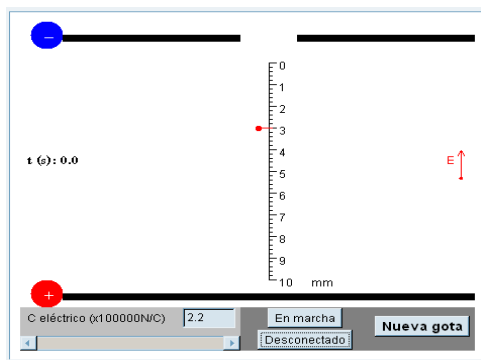 −
0
1
2
3
4
t (s): 0.0
E
5
6
7
8
9
10 mm
+
C eléctrico (x100000N/C) 2.2 En marcha
Desconectado
Nueva gota